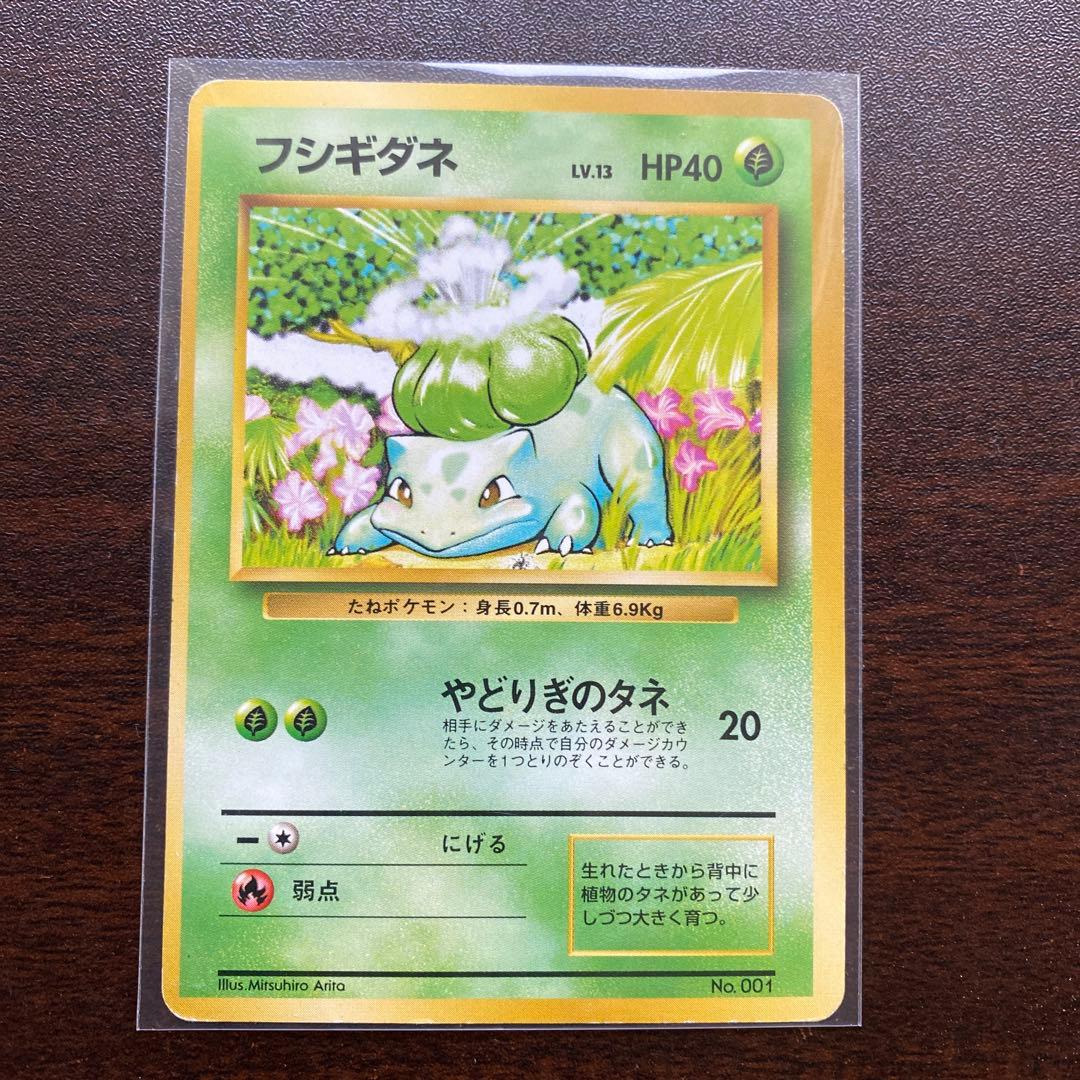 フシギダネ LV.13 HP40
たねポケモン：身長0.7m、体重6.9Kg
やどりぎのタネ 20
相手にダメージをあたえることができ
たら、その時点で自分のダメージカウ
ンターを1つとりのぞくことができる。
にげる
弱点
生れたときから背中に
植物のタネがあって少
しづつ大きく育つ。
Illus.Mitsuhiro Arita No. 001